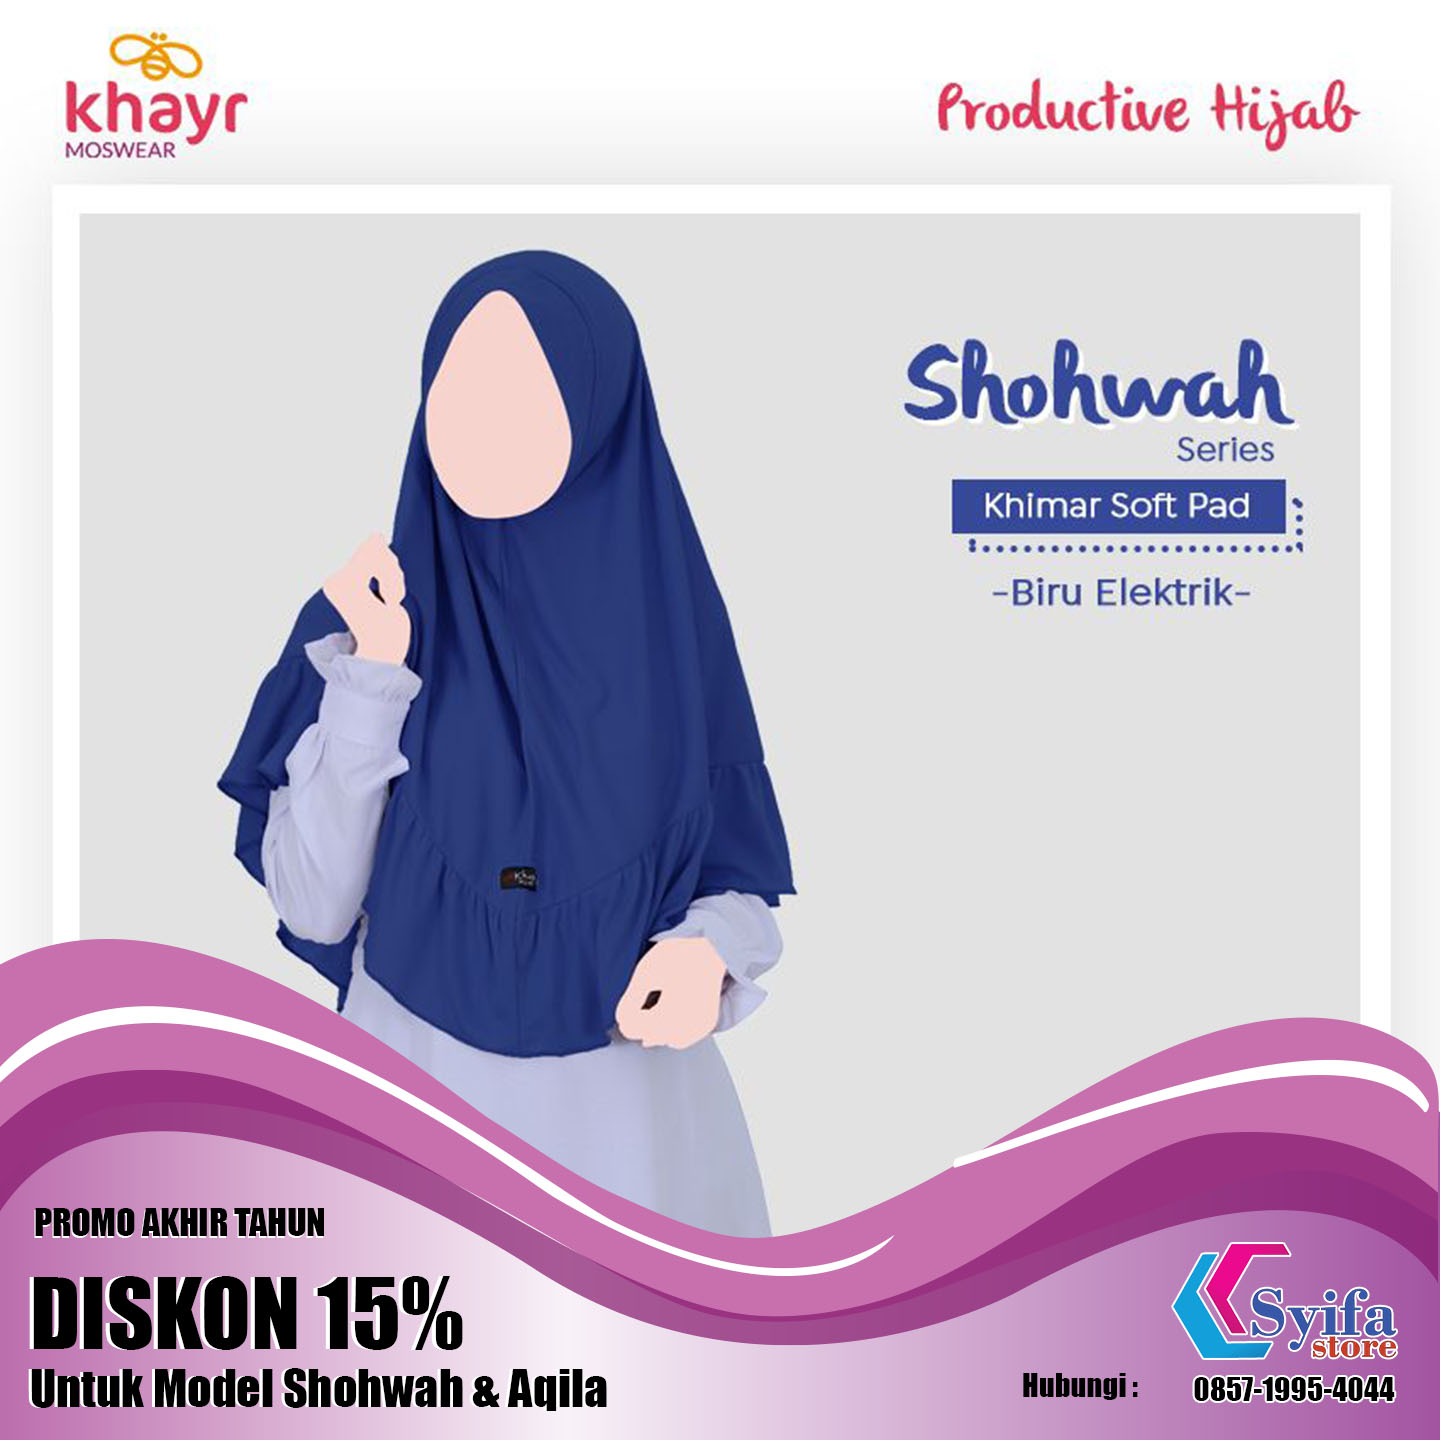 khayr
MOSWEAR
Productive Hijab
Shohwah
Series
Khimar Soft Pad
-Biru Elektrik-
PROMO AKHIR TAHUN
DISKON 15%
Untuk Model Shohwah & Aqila
Syifa
store
Hubungi :
0857-1995-4044